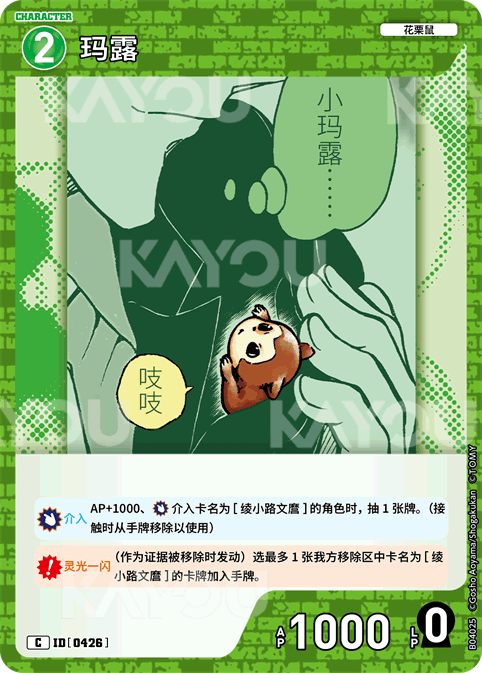 CHARACTER
2
玛露
花栗鼠
小玛露……
吱吱
KAYOU
KAYOU
KAYOU
KAYOU
KAYOU
介入 AP+1000、介入卡名为[绫小路文麿]的角色时，抽1张牌。（接
触时从手牌移除以使用）
灵光一闪 （作为证据被移除时发动）选最多1张我方移除区中卡名为[绫
小路文麿]的卡牌加入手牌。
C ID[0426]
AP 1000 LP 0
B04025 ©Gosho Aoyama/Shogakukan ©T.O.M.Y